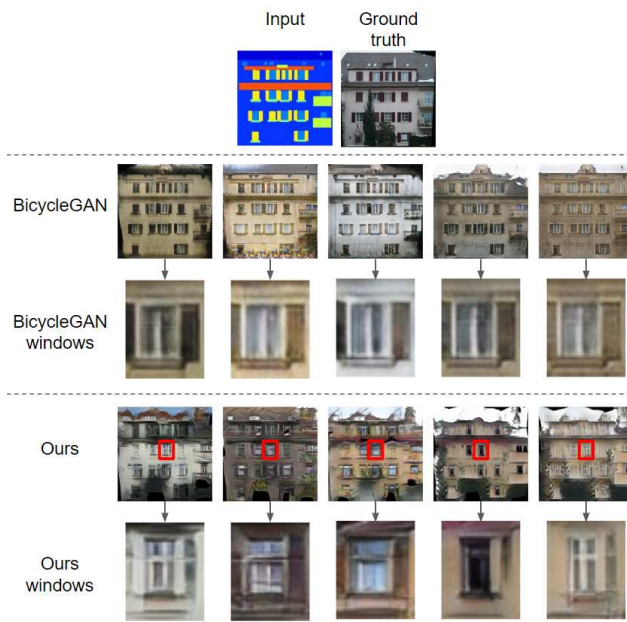 Input
Ground
truth
BicycleGAN
BicycleGAN
windows
Ours
Ours
windows